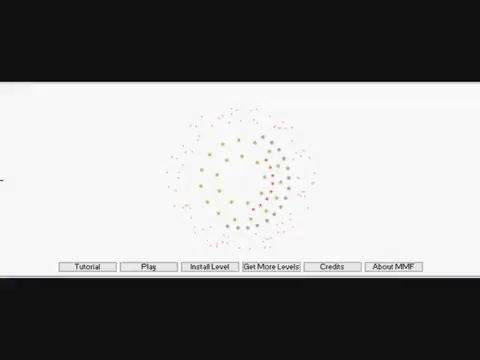 Tutorial
Play
Install Level
Get More Levels!
Credits
About MMF